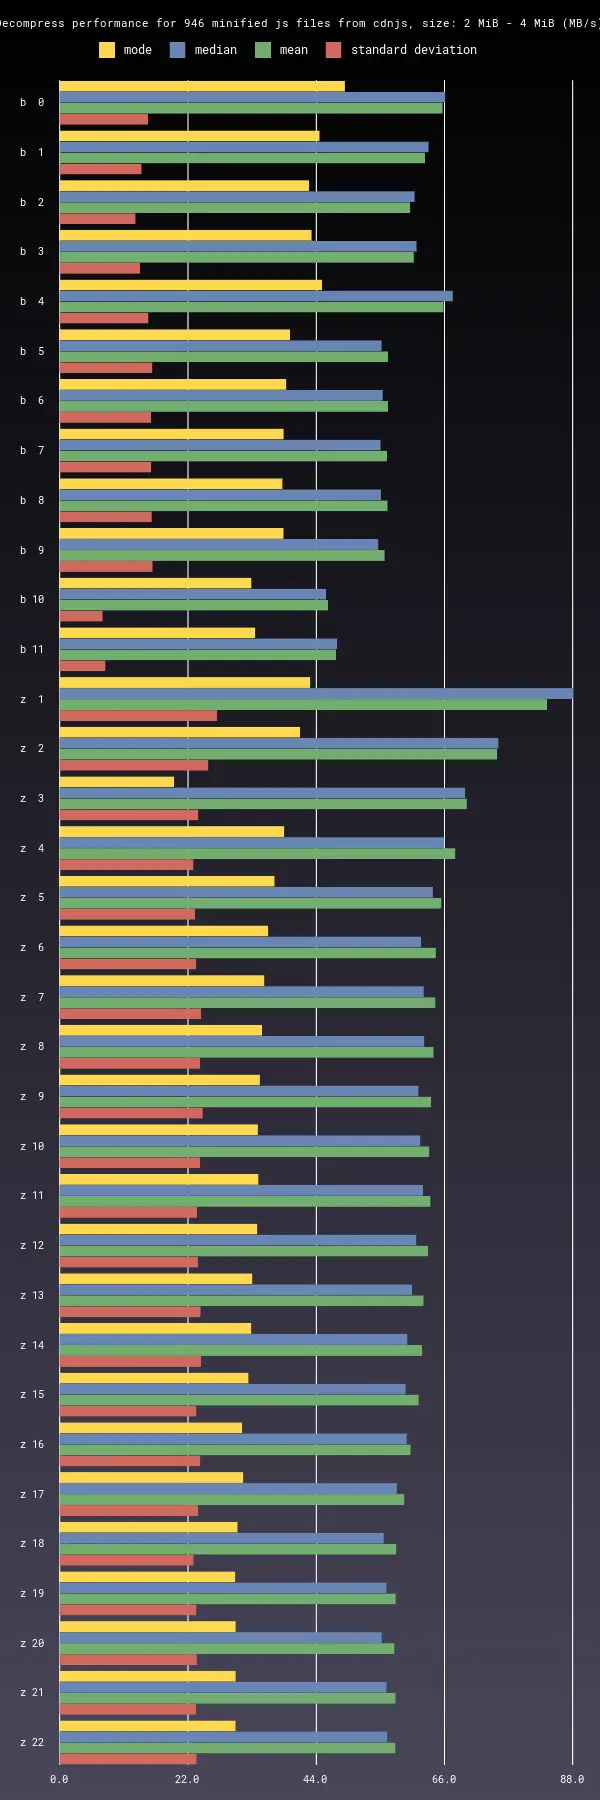 Decompress performance for 946 minified js files from cdnjs, size: 2 MiB - 4 MiB (MB/s)
mode median mean standard deviation
b 0
b 1
b 2
b 3
b 4
b 5
b 6
b 7
b 8
b 9
b 10
b 11
z 1
z 2
z 3
z 4
z 5
z 6
z 7
z 8
z 9
z 10
z 11
z 12
z 13
z 14
z 15
z 16
z 17
z 18
z 19
z 20
z 21
z 22
0.0 22.0 44.0 66.0 88.0